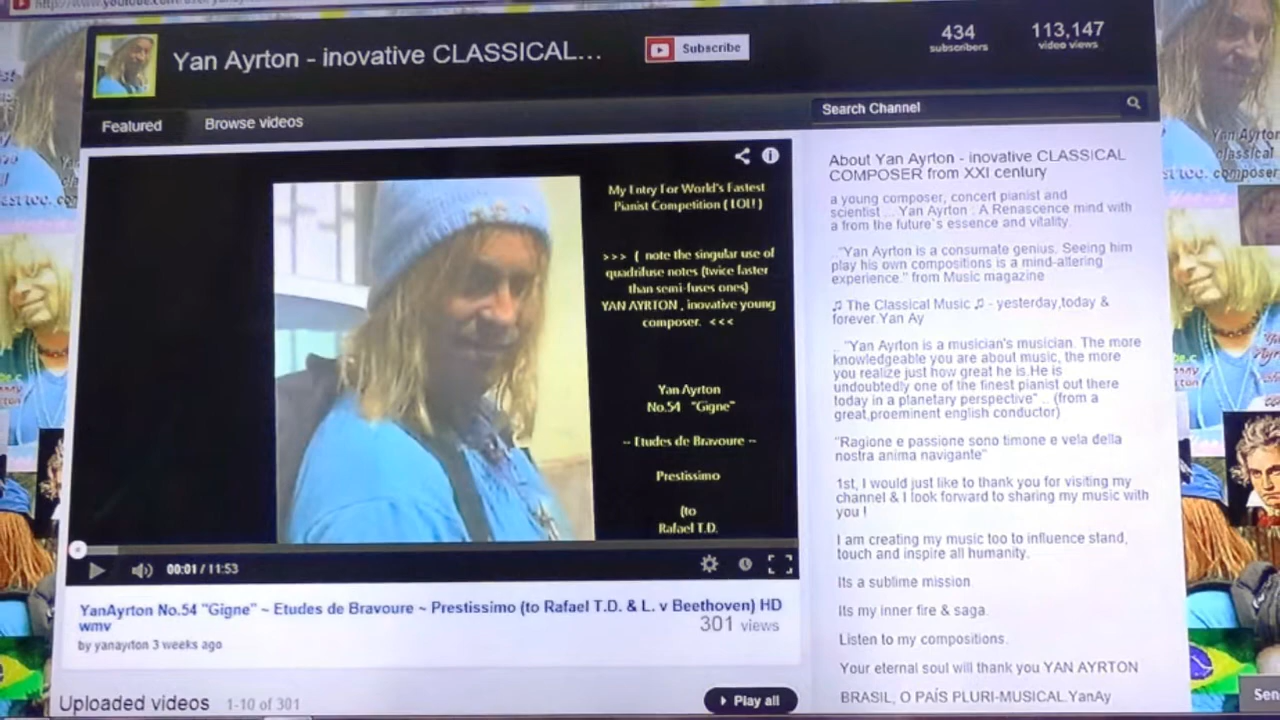 Yan Ayrton - inovative CLASSICAL...
Subscribe
434
subscribers
113,147
video views
Featured
Browse videos
Search Channel
My Entry For World's Fastest
Pianist Competition ( LOL! )
>>> ( note the singular use of
quadrifuse notes (twice faster
than semi-fuses ones)
YAN AYRTON , inovative young
composer. <<<
Yan Ayrton
No.54 "Gigne"
-- Etudes de Bravoure --
Prestissimo
(to
Rafael T.D.
00:01 / 11:53
YanAyrton No.54 "Gigne" ~ Etudes de Bravoure ~ Prestissimo (to Rafael T.D. & L. v Beethoven) HD
wmv
301 views
by yanayrton 3 weeks ago
Uploaded videos 1-10 of 301
Play all
About Yan Ayrton - inovative CLASSICAL
COMPOSER from XXI century
a young composer, concert pianist and
scientist ... Yan Ayrton : A Renascence mind with
a from the future`s essence and vitality.
.."Yan Ayrton is a consumate genius. Seeing him
play his own compositions is a mind-altering
experience." from Music magazine
♫ The Classical Music ♫ - yesterday,today &
forever.Yan Ay
.. "Yan Ayrton is a musician's musician. The more
knowledgeable you are about music, the more
you realize just how great he is.He is
undoubtedly one of the finest pianist out there
today in a planetary perspective" .. (from a
great,proeminent english conductor)
"Ragione e passione sono timone e vela della
nostra anima navigante"
1st, I would just like to thank you for visiting my
channel & I look forward to sharing my music with
you !
I am creating my music too to influence stand,
touch and inspire all humanity.
Its a sublime mission
Its my inner fire & saga.
Listen to my compositions.
Your eternal soul will thank you YAN AYRTON
BRASIL, O PAÍS PLURI-MUSICAL.YanAy
Yan Ayrton
classical
composer
Sen